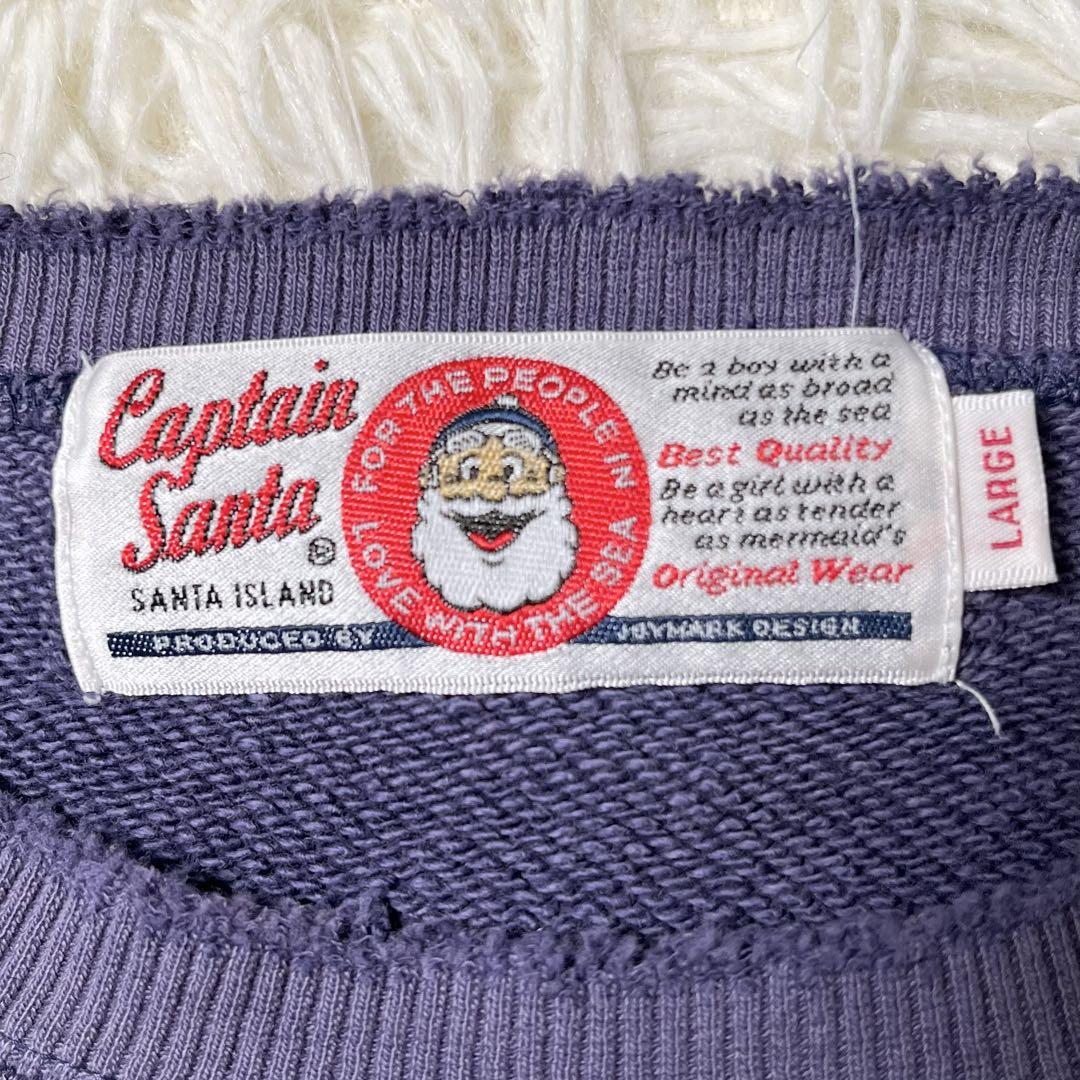 Captain
Santa
®
SANTA ISLAND
FOR THE PEOPLE IN
LOVE WITH THE SEA
Be a boy with a
mind as broad
as the sea
Best Quality
Be a girl with a
heart as tender
as mermaid's
Original Wear
PRODUCED BY
JOYMARK DESIGN
LARGE